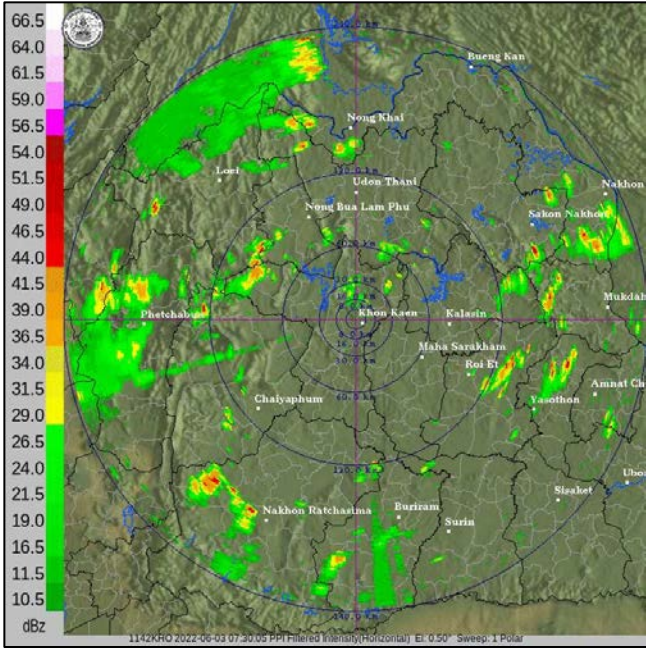 66.5
64.0
61.5
59.0
56.5
54.0
51.5
49.0
46.5
44.0
41.5
39.0
36.5
34.0
31.5
29.0
26.5
24.0
21.5
19.0
16.5
13.0
10.5
dBz
Bueng Kan
Nong Khai
Loei
Udon Thani
Nong Bua Lam Phu
Nakhon
Sakon Nakhon
Mukdah
Phetchabun
Khon Kaen
Kalasin
Maha Sarakham
Roi Et
Amnat Ch
Chaiyaphum
Yasothon
Ubon
Sisaket
Nakhon Ratchasima
Buriram
Surin
1142KHO 2022-06-03 07:30:05 PPI Filtered Intensity(Horizontal) El: 0.50° Sweep: 1 Polar